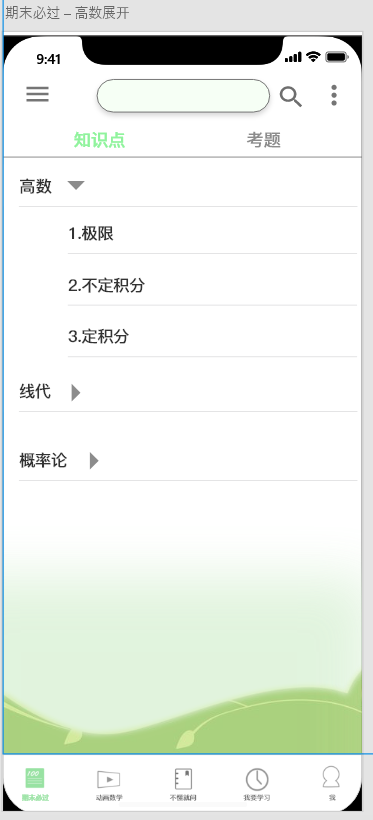 期末必过 – 高数展开
9:41
知识点 考题
高数
1.极限
2.不定积分
3.定积分
线代
概率论
100
期末必过 动画数学 不懂就问 我要学习 我